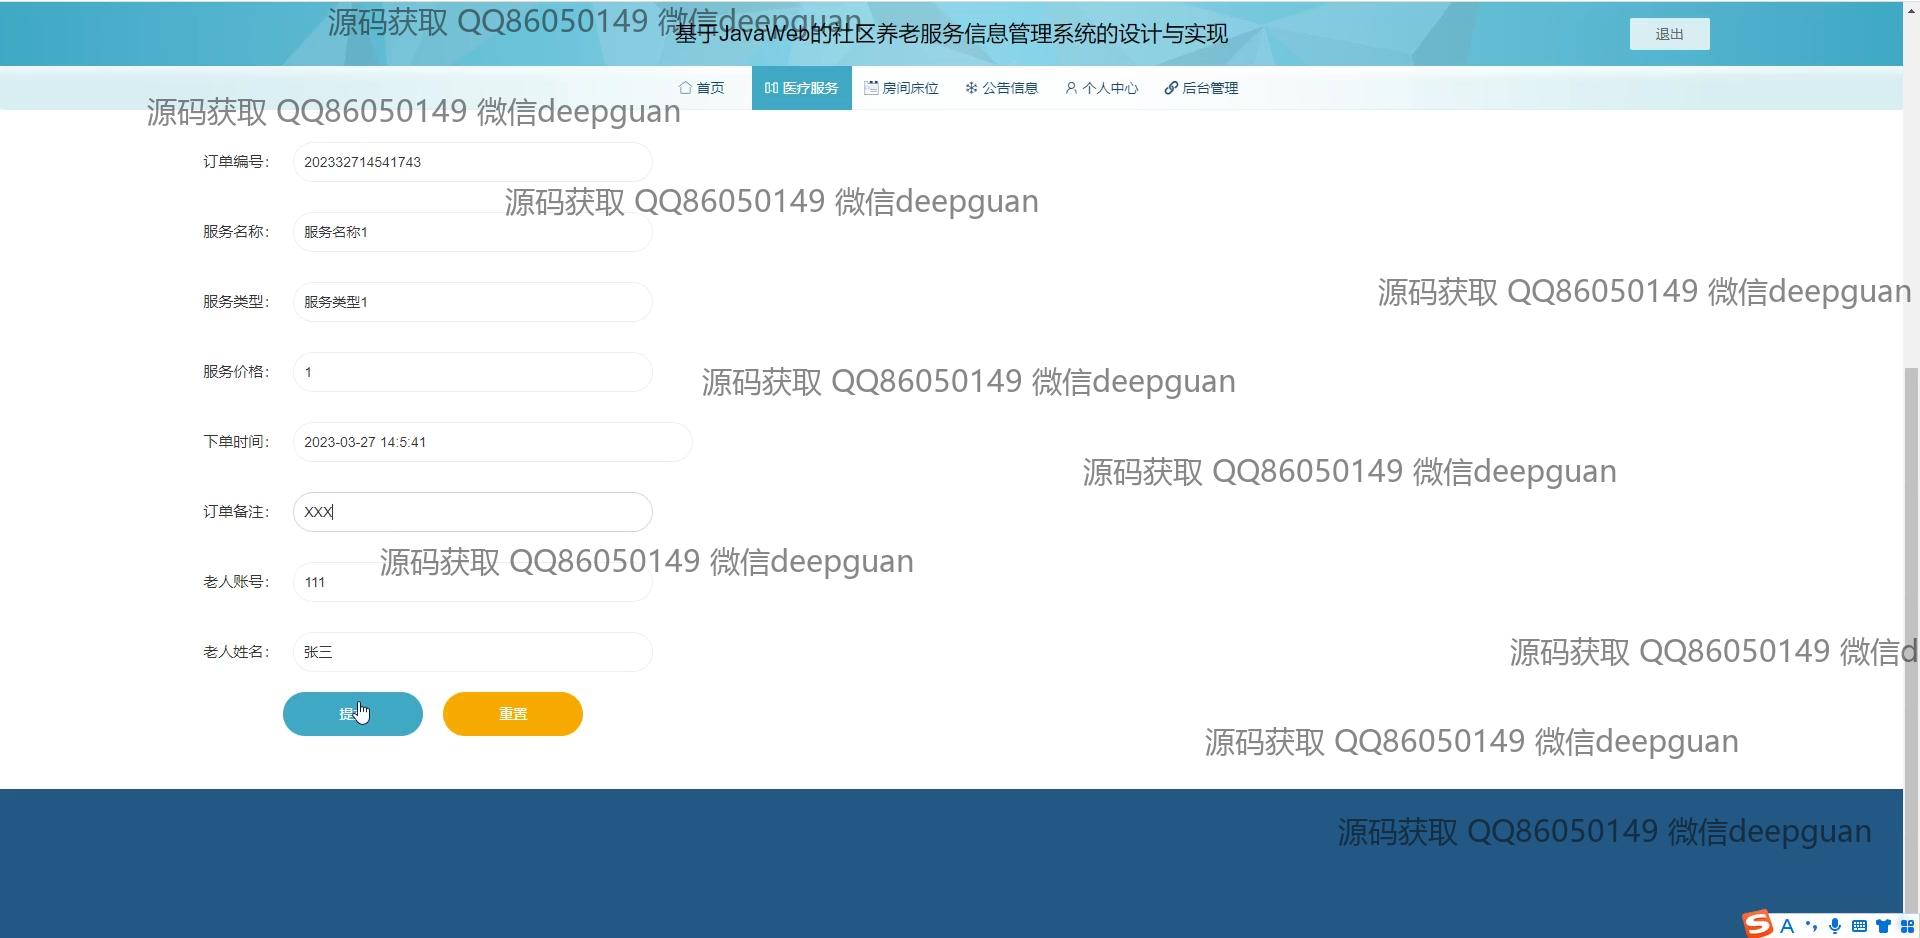 源码获取 QQ86050149 微信deepguan
基于JavaWeb的社区养老服务信息管理系统的设计与实现
退出
首页 医疗服务 房间床位 公告信息 个人中心 后台管理
源码获取 QQ86050149 微信deepguan
订单编号： 202332714541743
源码获取 QQ86050149 微信deepguan
服务名称： 服务名称1
源码获取 QQ86050149 微信deepguan
服务类型： 服务类型1
服务价格： 1
源码获取 QQ86050149 微信deepguan
下单时间： 2023-03-27 14:5:41
源码获取 QQ86050149 微信deepguan
订单备注： XXX
源码获取 QQ86050149 微信deepguan
老人账号： 111
老人姓名： 张三
源码获取 QQ86050149 微信d
提 重置
源码获取 QQ86050149 微信deepguan
源码获取 QQ86050149 微信deepguan
S A